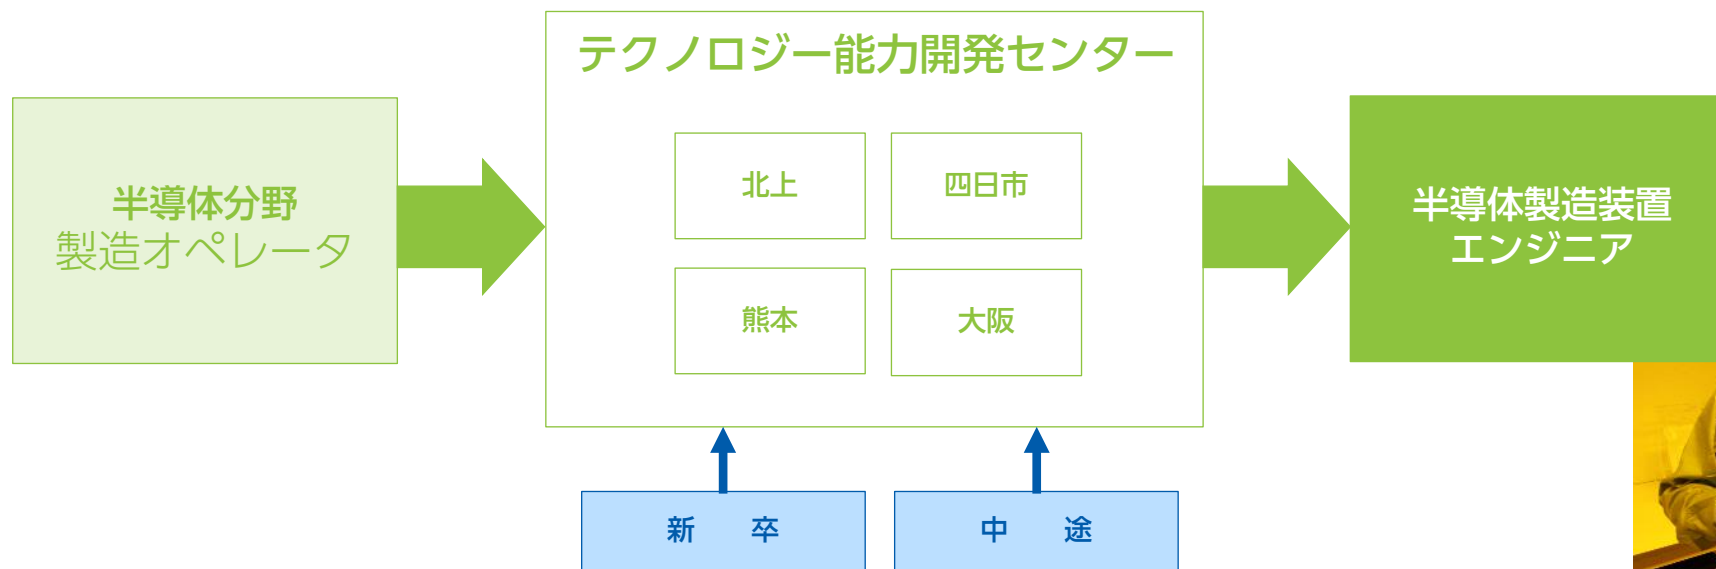 テクノロジー能力開発センター
半導体分野
製造オペレータ
北上
四日市
熊本
大阪
半導体製造装置
エンジニア
新 卒
中 途